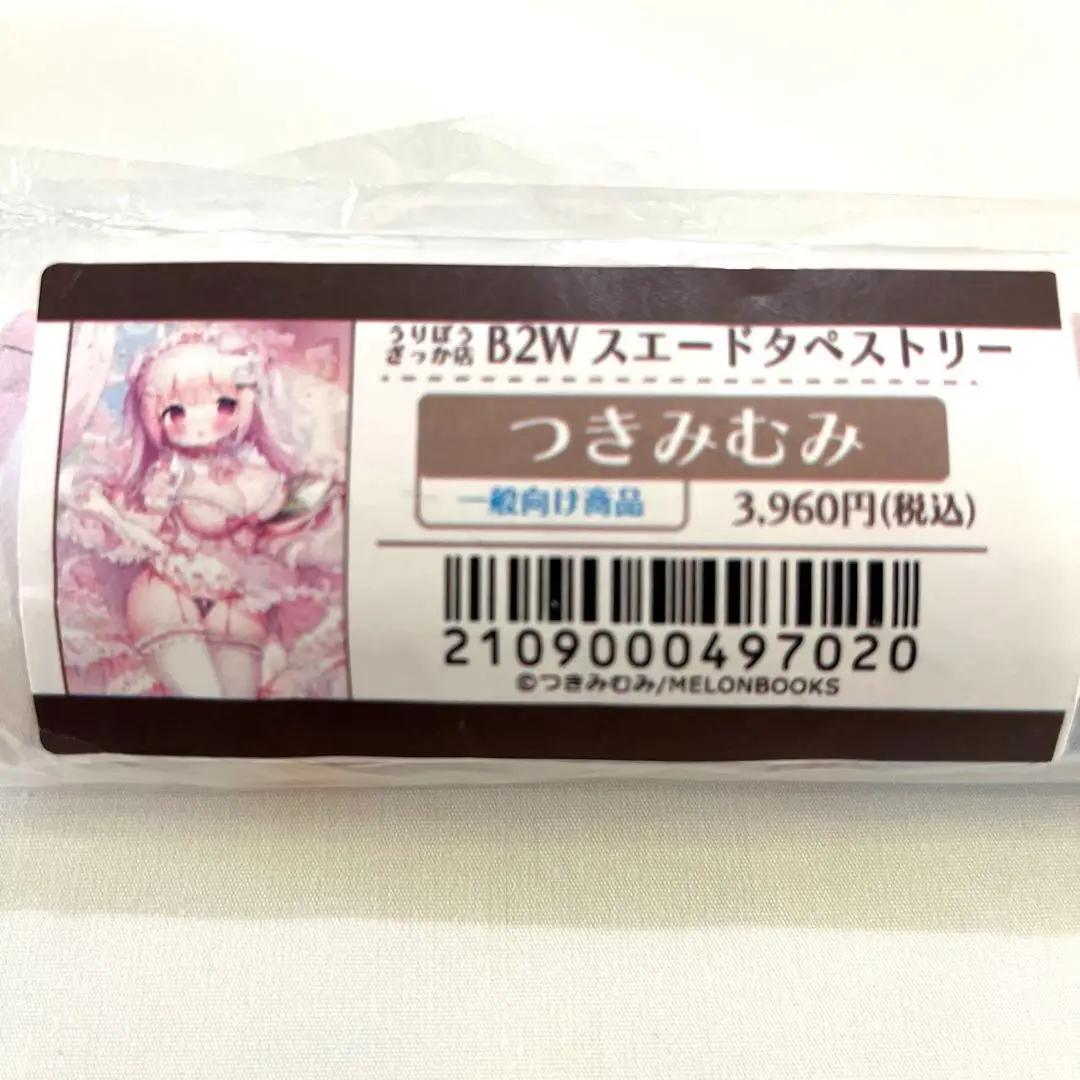 うりぼうざっか店 B2W スエードタペストリー
つきみむみ
一般向け商品 3,960円(税込)
2109000497020
©つきみむみ/MELONBOOKS